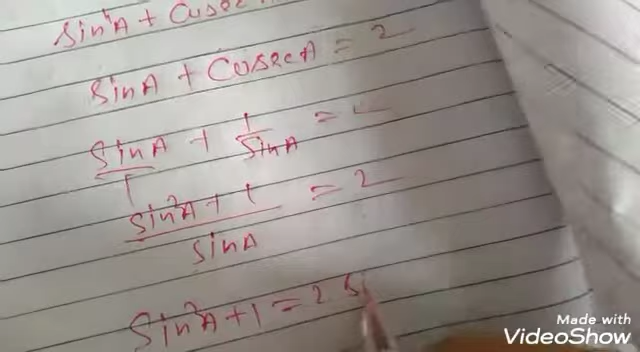 sinA + CosecA = 2
sinA/1 + 1/sinA =
sin²A + 1/sinA = 2
Sin²A + 1 = 2
Made with
VideoShow